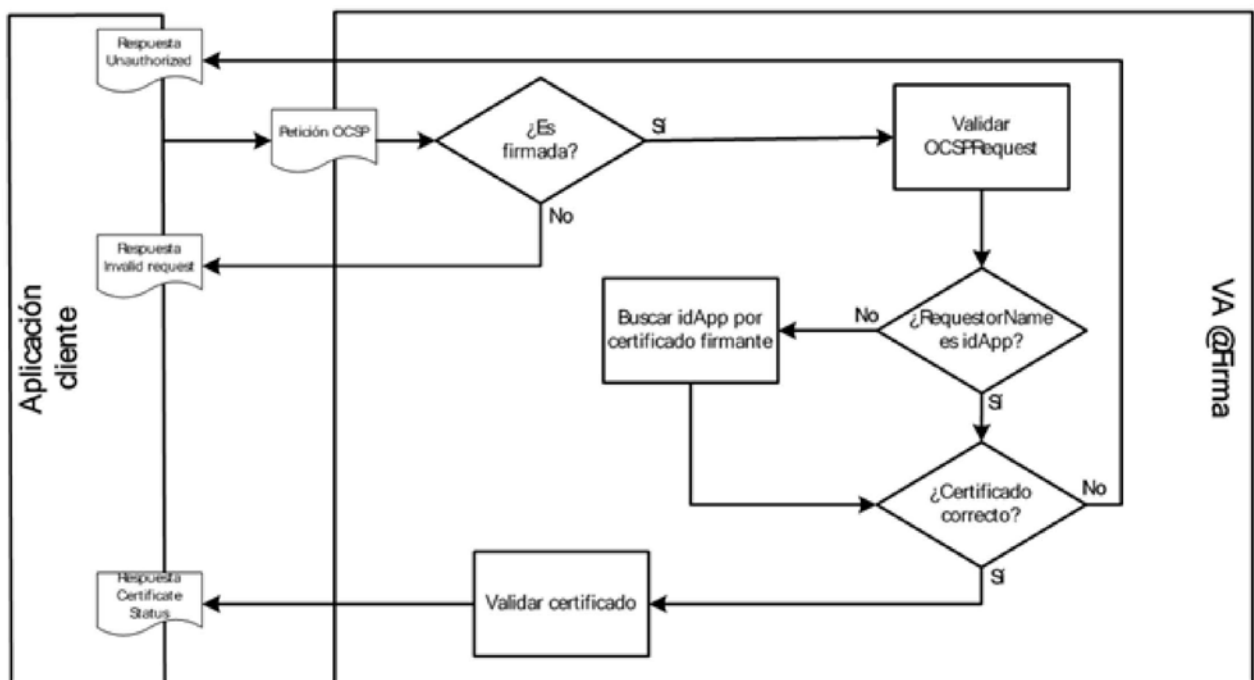 Respuesta
Unauthorized
Petición OCSP
¿Es
firmada?
Sí
Validar
OCSPRequest
No
Respuesta
Invalid request
Aplicación
cliente
Buscar idApp por
certificado firmante
No
¿RequestorName
es idApp?
Sí
VA @Firma
¿Certificado
correcto?
No
Sí
Respuesta
Certificate
Status
Validar certificado